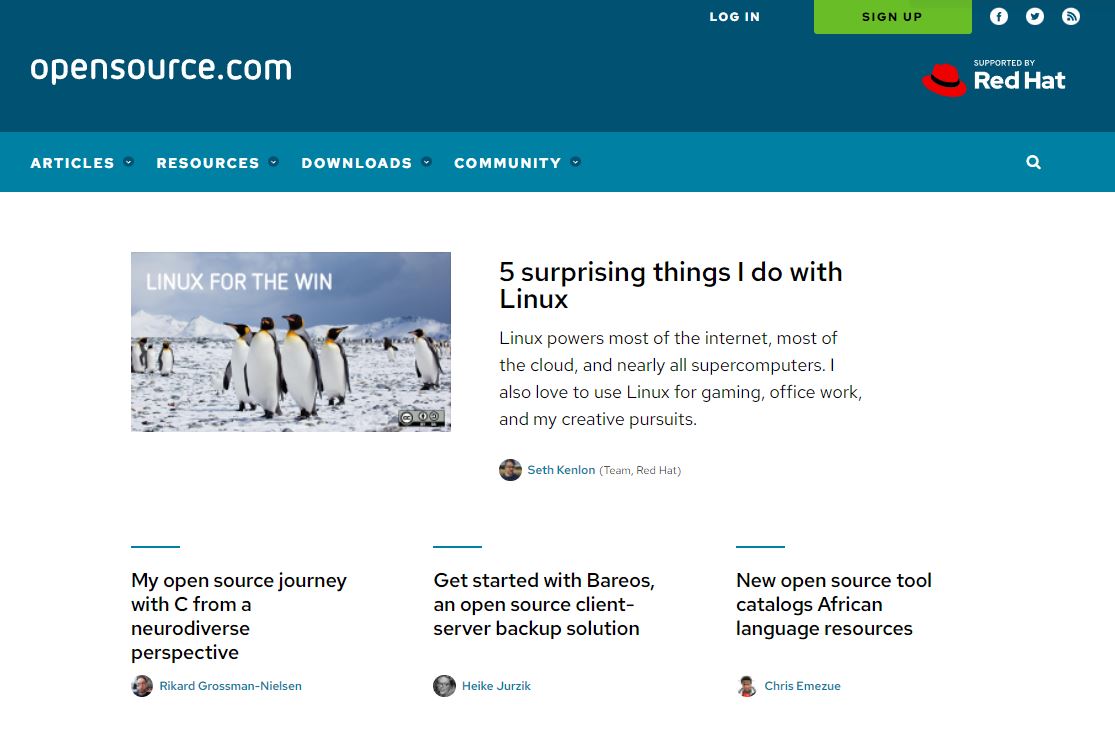 LOG IN
SIGN UP
opensource.com
SUPPORTED BY
Red Hat
ARTICLES
RESOURCES
DOWNLOADS
COMMUNITY
LINUX FOR THE WIN
5 surprising things I do with
Linux
Linux powers most of the internet, most of
the cloud, and nearly all supercomputers. I
also love to use Linux for gaming, office work,
and my creative pursuits.
Seth Kenlon (Team, Red Hat)
My open source journey
with C from a
neurodiverse
perspective
Rikard Grossman-Nielsen
Get started with Bareos,
an open source client-
server backup solution
Heike Jurzik
New open source tool
catalogs African
language resources
Chris Emezue